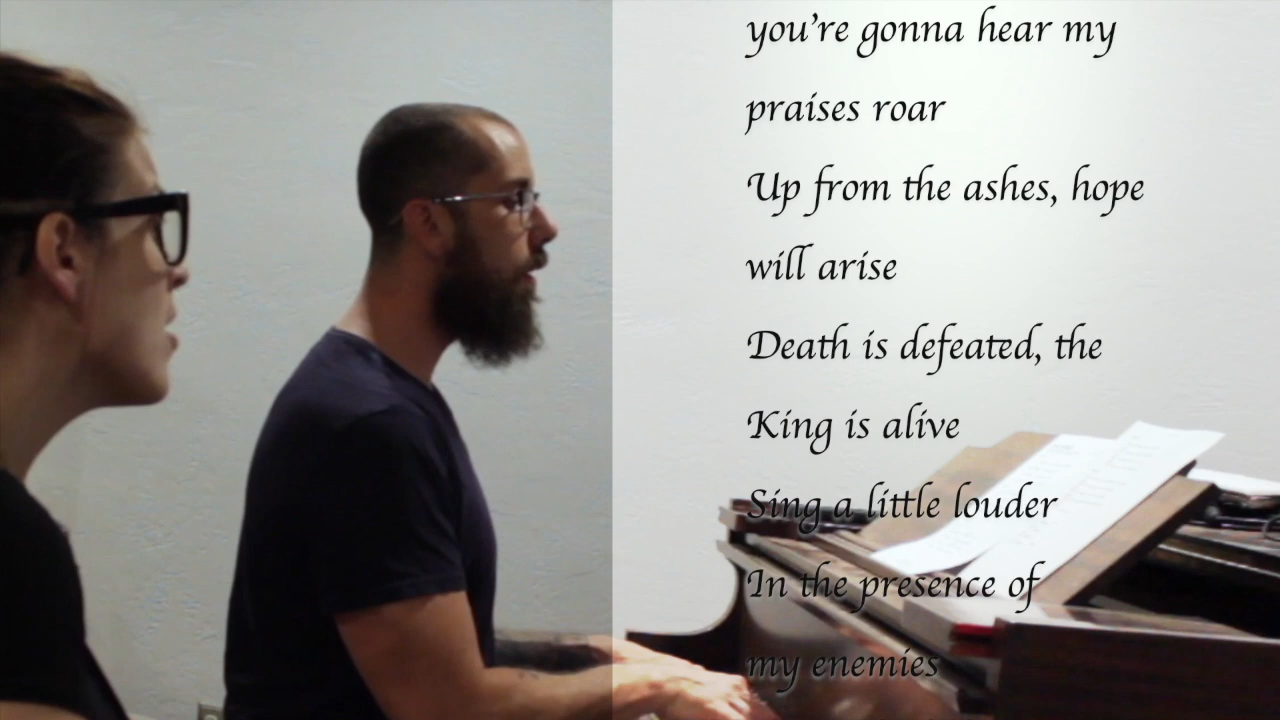 you're gonna hear my
praises roar
Up from the ashes, hope
will arise
Death is defeated, the
King is alive
Sing a little louder
In the presence of
my enemies